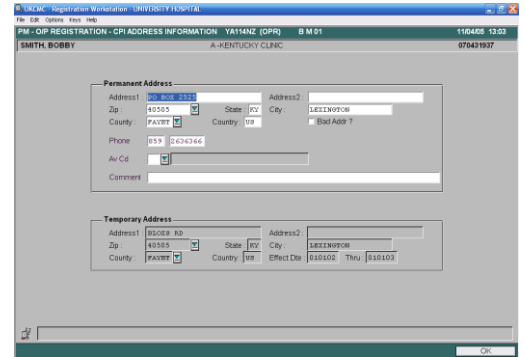 UKCMC - Registration Workstation - UNIVERSITY HOSPITAL
File Edit Options Keys Help
PM - O/P REGISTRATION - CPI ADDRESS INFORMATION YA114NZ (OPR) B M 01 11/04/05 13:03
SMITH, BOBBY A -KENTUCKY CLINIC 070431937
Permanent Address
Address1: PO BOX 2525 Address2:
Zip: 40585 State: KY City: LEXINGTON
County: FAYET Country: US Bad Addr?
Phone 859 2636366
Av Cd
Comment
Temporary Address
Address1: Address2:
Zip: 40505 State: KY City: LEXINGTON
County: FAYET Country: US Effect Dte: 010102 Thru: 010103
OK